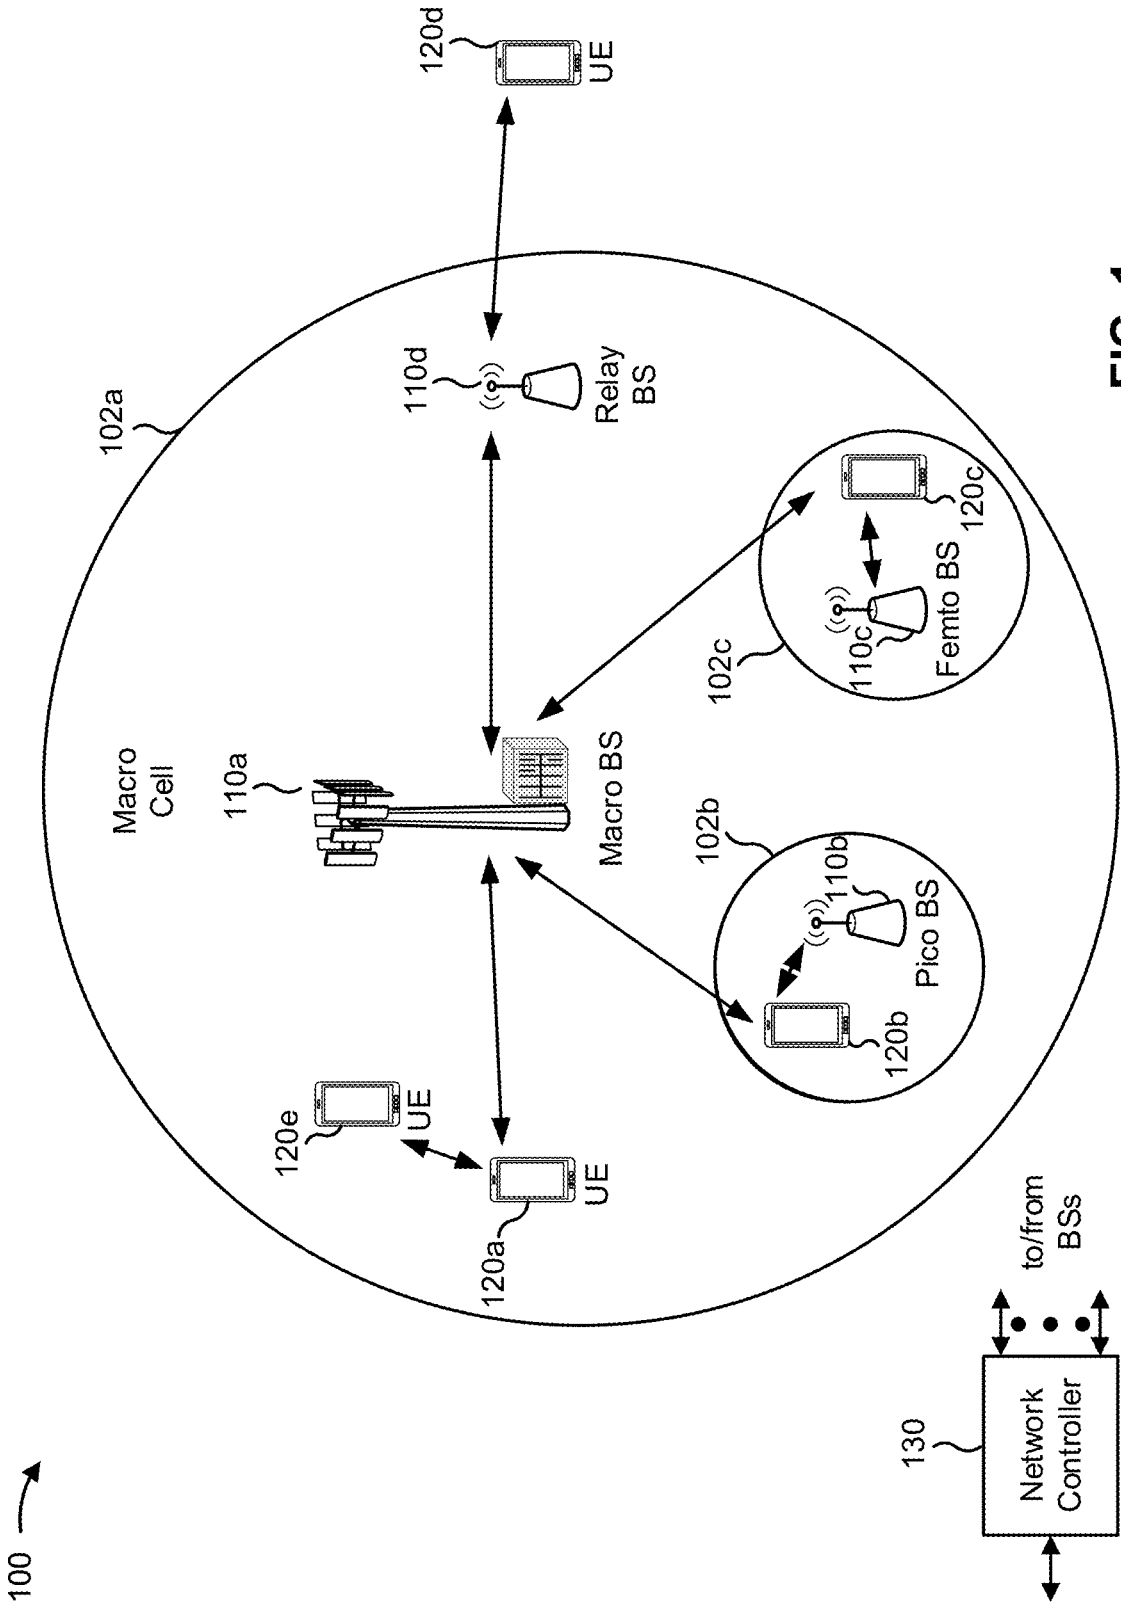 100
Macro
Cell
102a
110a
120d
UE
120e
UE
110d
Relay
BS
120a
UE
Macro BS
102b
110b
Pico BS
120b
102c
110c
Femto BS
120c
130
Network
Controller
to/from
BSs